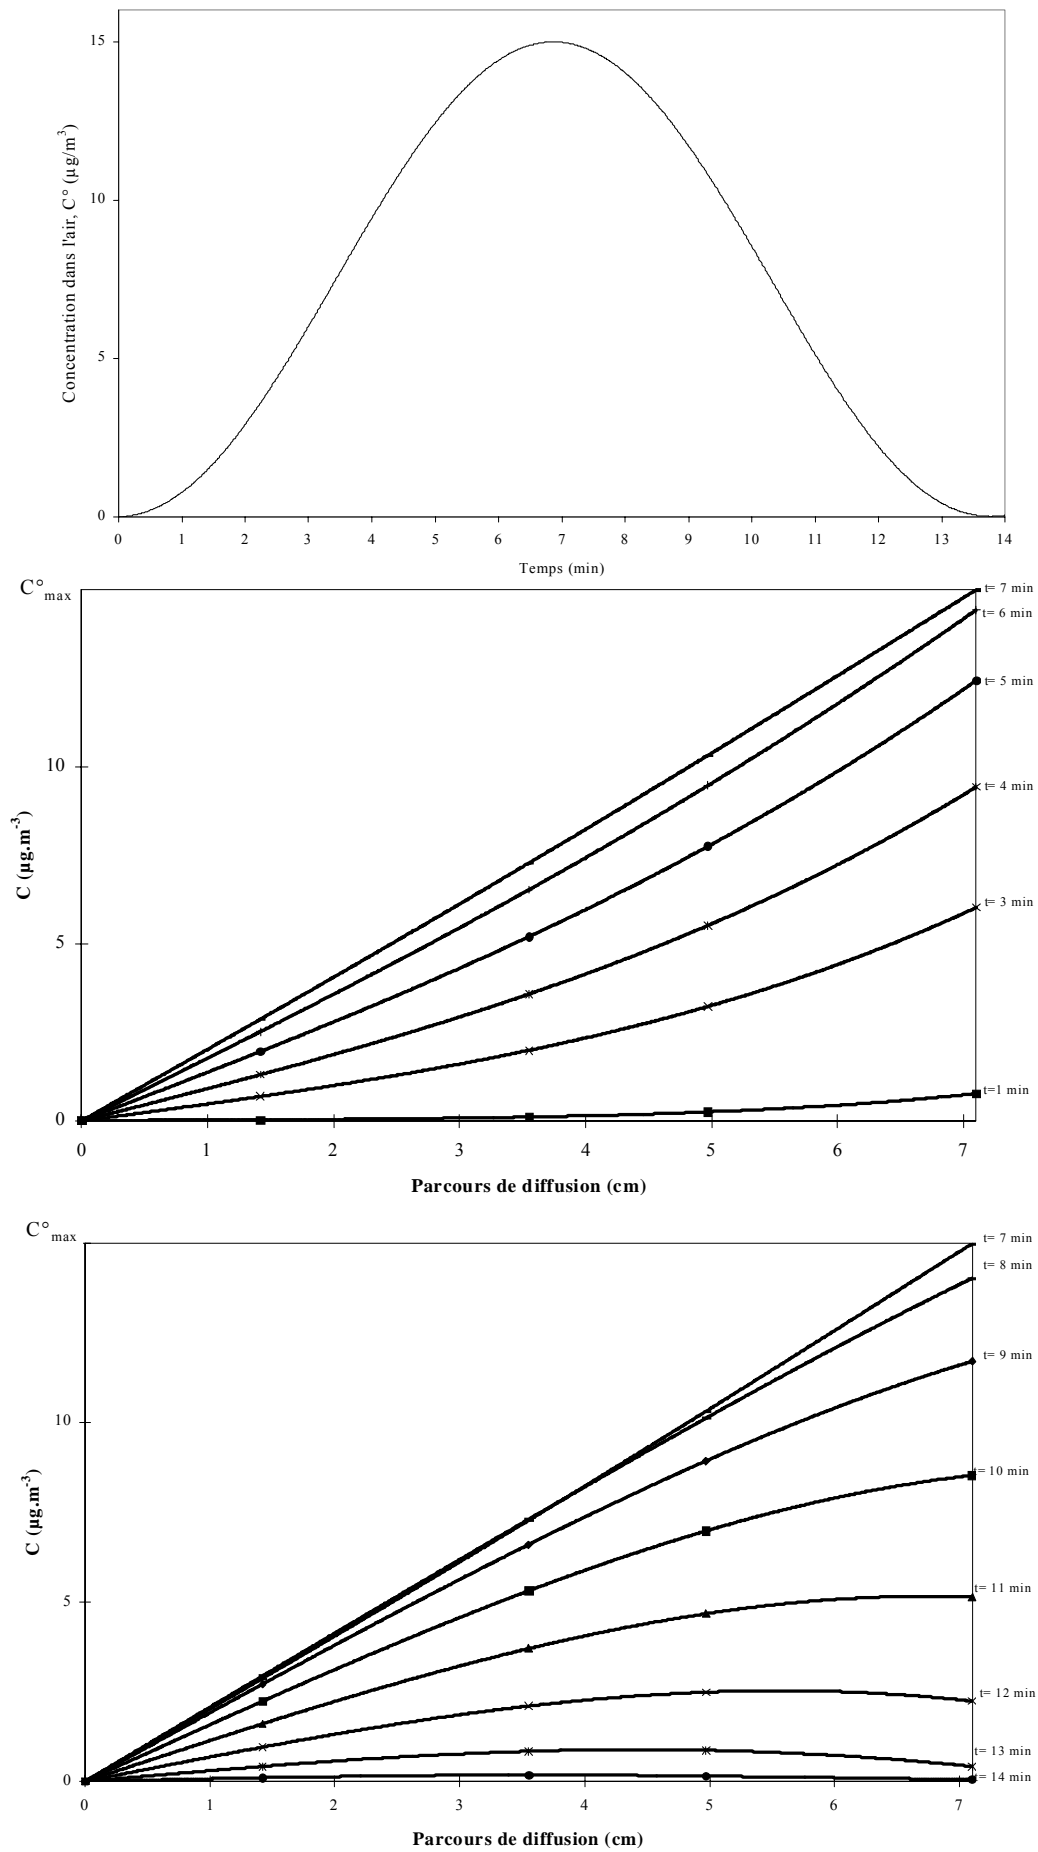 15
10
5
0
Concentration dans l'air, C° (µg/m³)
0 1 2 3 4 5 6 7 8 9 10 11 12 13 14
Temps (min)
C°max
t= 7 min
t= 6 min
t= 5 min
t= 4 min
t= 3 min
t=1 min
10
5
0
C (µg.m⁻³)
0 1 2 3 4 5 6 7
Parcours de diffusion (cm)
C°max
t= 7 min
t= 8 min
t= 9 min
t= 10 min
t= 11 min
t= 12 min
t= 13 min
t= 14 min
10
5
0
C (µg.m⁻³)
0 1 2 3 4 5 6 7
Parcours de diffusion (cm)